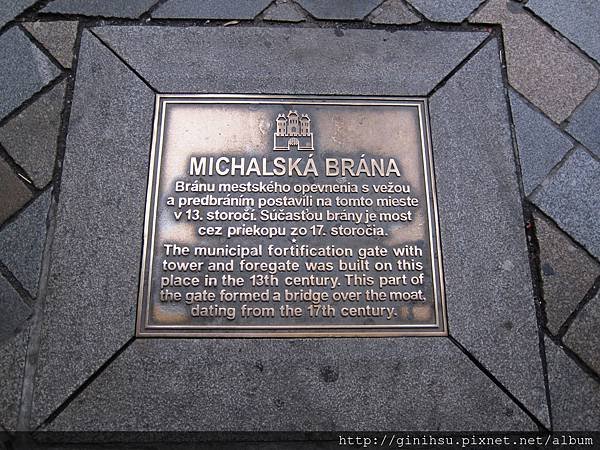 MICHALSKÁ BRÁNA
Bránu mestského opevnenia s vežou
a predbráním postavili na tomto mieste
v 13. storočí. Súčasťou brány je most
cez priekopu zo 17. storočia.
The municipal fortification gate with
tower and foregate was built on this
place in the 13th century. This part of
the gate formed a bridge over the moat,
dating from the 17th century.
http://ginihsu.pixnet.net/album